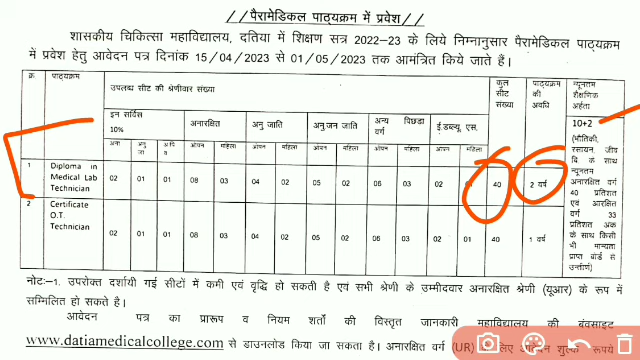 //पैरामेडिकल पाठ्यक्रम में प्रवेश//
शासकीय चिकित्सा महाविद्यालय, दतिया में शिक्षण सत्र 2022-23 के लिये निम्नानुसार पैरामेडिकल पाठ्यक्रम
में प्रवेश हेतु आवेदन पत्र दिनांक 15/04/2023 से 01/05/2023 तक आमंत्रित किये जाते हैं।
क्र पाठ्यक्रम उपलब्ध सीट की श्रेणीवार संख्या कुल सीट संख्या पाठ्यक्रम की अवधि न्यूनतम शैक्षणिक अर्हता
इन सर्विस 10% अनारक्षित अनु जाति अनु.जन जाति अन्य पिछडा वर्ग ई.डब्ल्यू एस.
अना अनुजा ओपन महिला ओपन महिला ओपन महिला ओपन महिला ओपन महिला
1 Diploma in Medical Lab Technician 02 01 01 08 03 04 02 05 02 06 03 02 40 2 वर्ष
2 Certificate O.T. Technician 02 01 01 08 03 04 02 05 02 06 03 02 01 40 1 वर्ष
10+2
(भौतिकी,
रसायन, जीव
के साथ
न्यूनतम
अनारक्षित वर्ग
40 प्रतिशत
एवं आरक्षित
वर्ग 33
प्रतिशत अंक
के साथ किसी
भी मान्यता
प्राप्त बोर्ड से
उत्तीर्ण)
नोटः-1. उपरोक्त दर्शायी गई सीटों में कमी एवं वृद्धि हो सकती है एवं सभी श्रेणी के उम्मीदवार अनारक्षित श्रेणी (यूआर) के रूप में
सम्मिलित हो सकते है।
आवेदन पत्र का प्रारूप व नियम शर्तो की विस्तृत जानकारी महाविद्यालय की बेवसाइट
www.datiamedicalcollege.com से डाउनलोड किया जा सकता है। अनारक्षित वर्ग (UR) लिए शुल्क रूपये